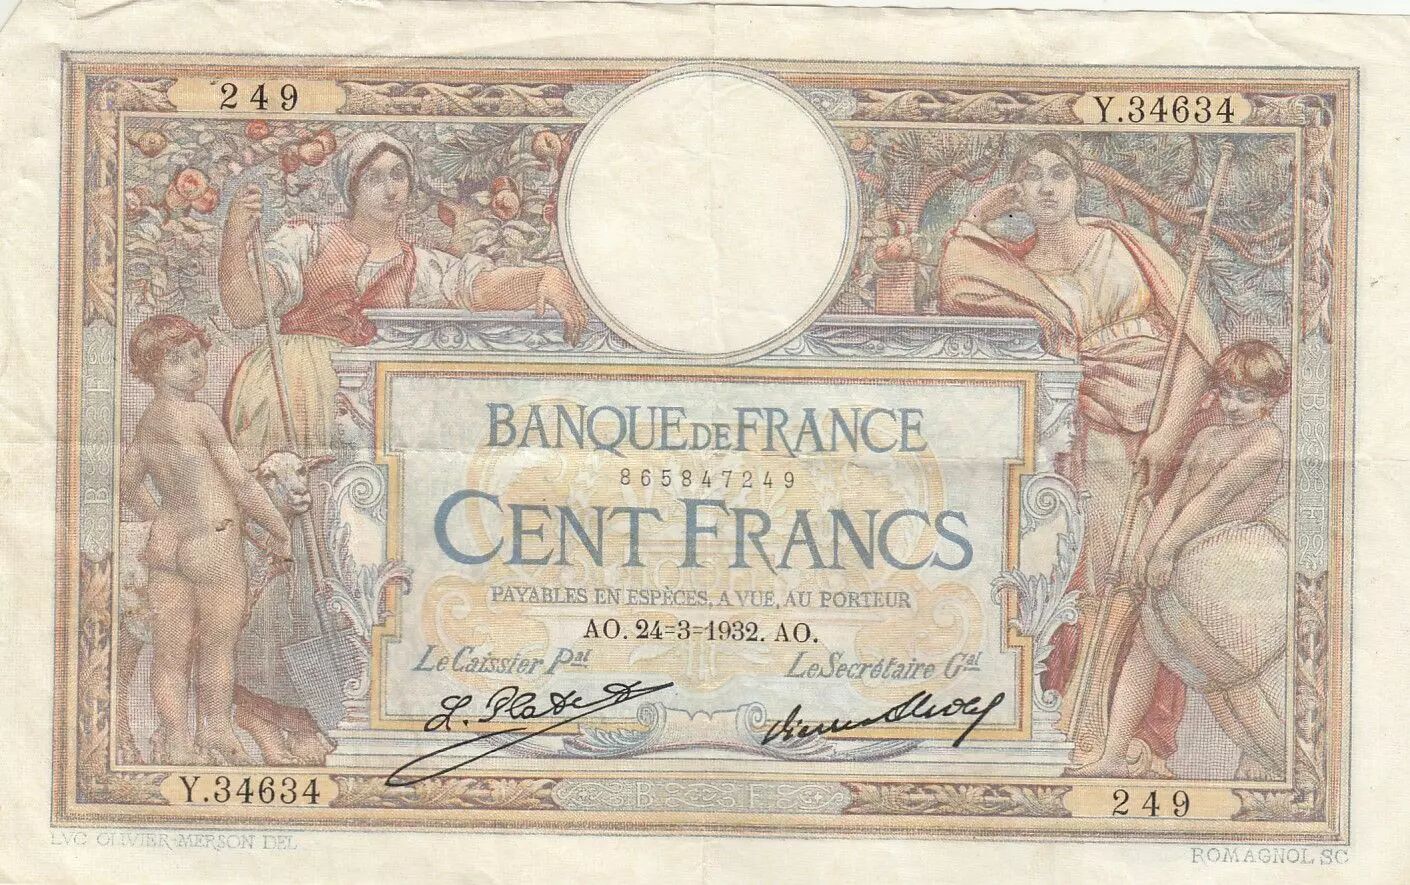 249 Y.34634
BANQUE DE FRANCE
865847249
CENT FRANCS
PAYABLES EN ESPÈCES, A VUE, AU PORTEUR
AO. 24=3=1932. AO.
Le Caissier Pal Le Secrétaire Gal
L. Platet
Y.34634 B F 249
LVC OLIVIER-MERSON DEL ROMAGNOL SC